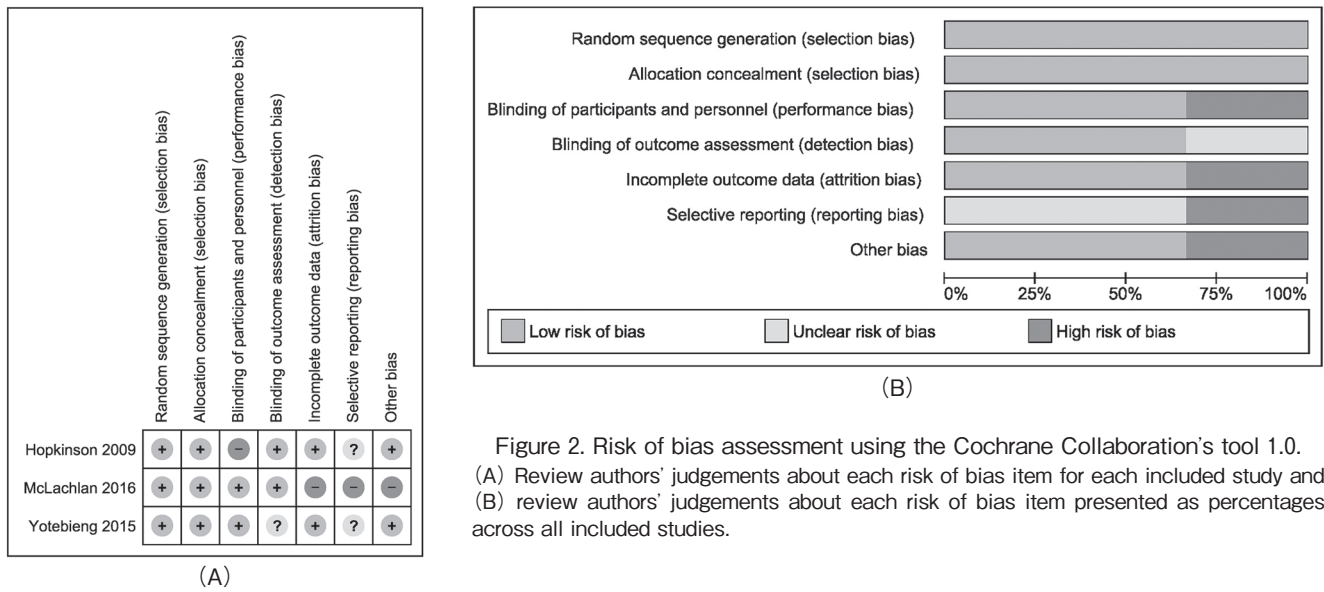 Random sequence generation (selection bias)
Allocation concealment (selection bias)
Blinding of participants and personnel (performance bias)
Blinding of outcome assessment (detection bias)
Incomplete outcome data (attrition bias)
Selective reporting (reporting bias)
Other bias
Hopkinson 2009 + + − + + ? +
McLachlan 2016 + + + + − − −
Yotebieng 2015 + + + ? + ? +
(A)
Random sequence generation (selection bias)
Allocation concealment (selection bias)
Blinding of participants and personnel (performance bias)
Blinding of outcome assessment (detection bias)
Incomplete outcome data (attrition bias)
Selective reporting (reporting bias)
Other bias
0% 25% 50% 75% 100%
Low risk of bias Unclear risk of bias High risk of bias
(B)
Figure 2. Risk of bias assessment using the Cochrane Collaboration's tool 1.0.
(A) Review authors' judgements about each risk of bias item for each included study and
(B) review authors' judgements about each risk of bias item presented as percentages
across all included studies.